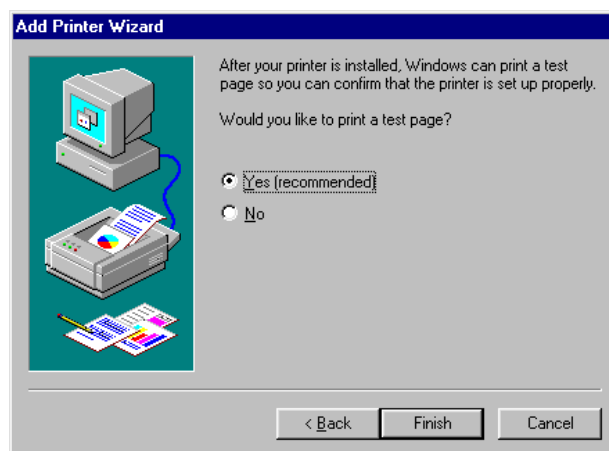 Add Printer Wizard
After your printer is installed, Windows can print a test
page so you can confirm that the printer is set up properly.
Would you like to print a test page?
Yes (recommended)
No
< Back
Finish
Cancel